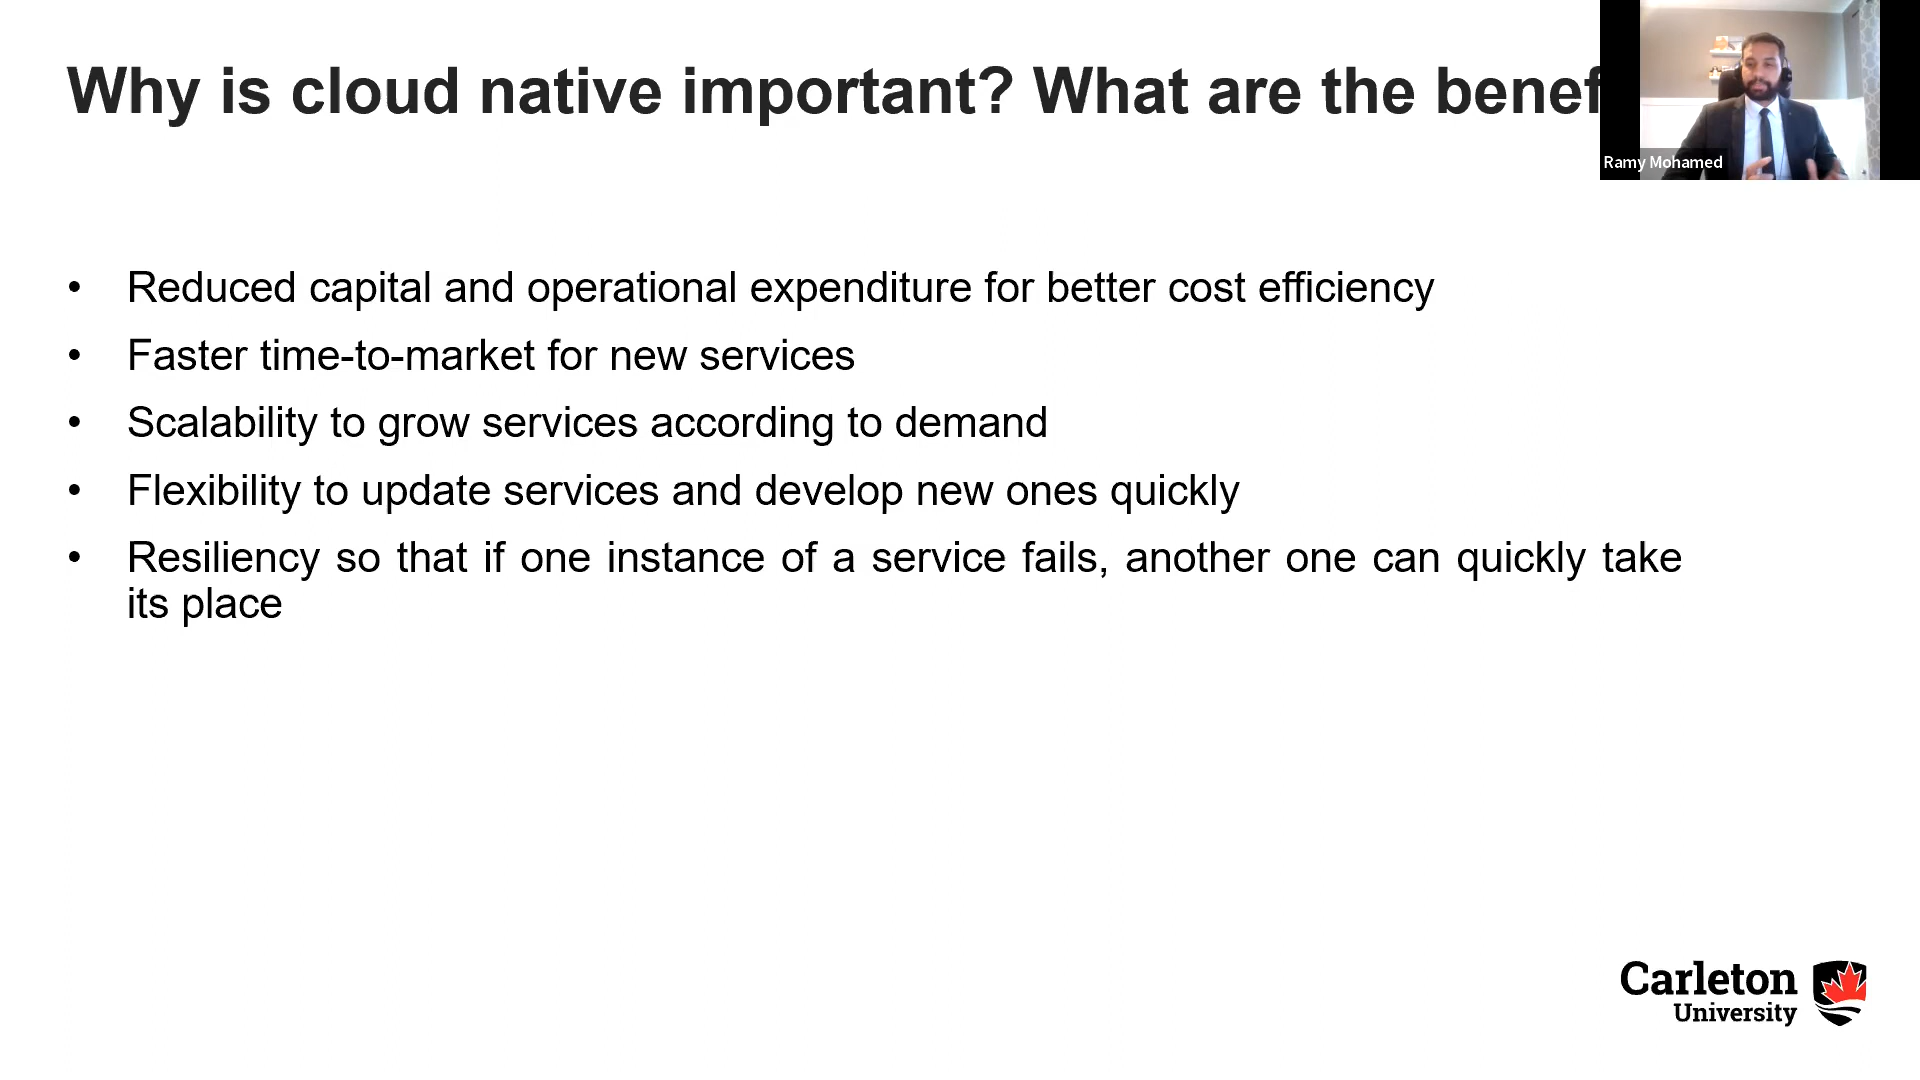 Why is cloud native important? What are the benef
Ramy Mohamed
• Reduced capital and operational expenditure for better cost efficiency
• Faster time-to-market for new services
• Scalability to grow services according to demand
• Flexibility to update services and develop new ones quickly
• Resiliency so that if one instance of a service fails, another one can quickly take
its place
Carleton
University